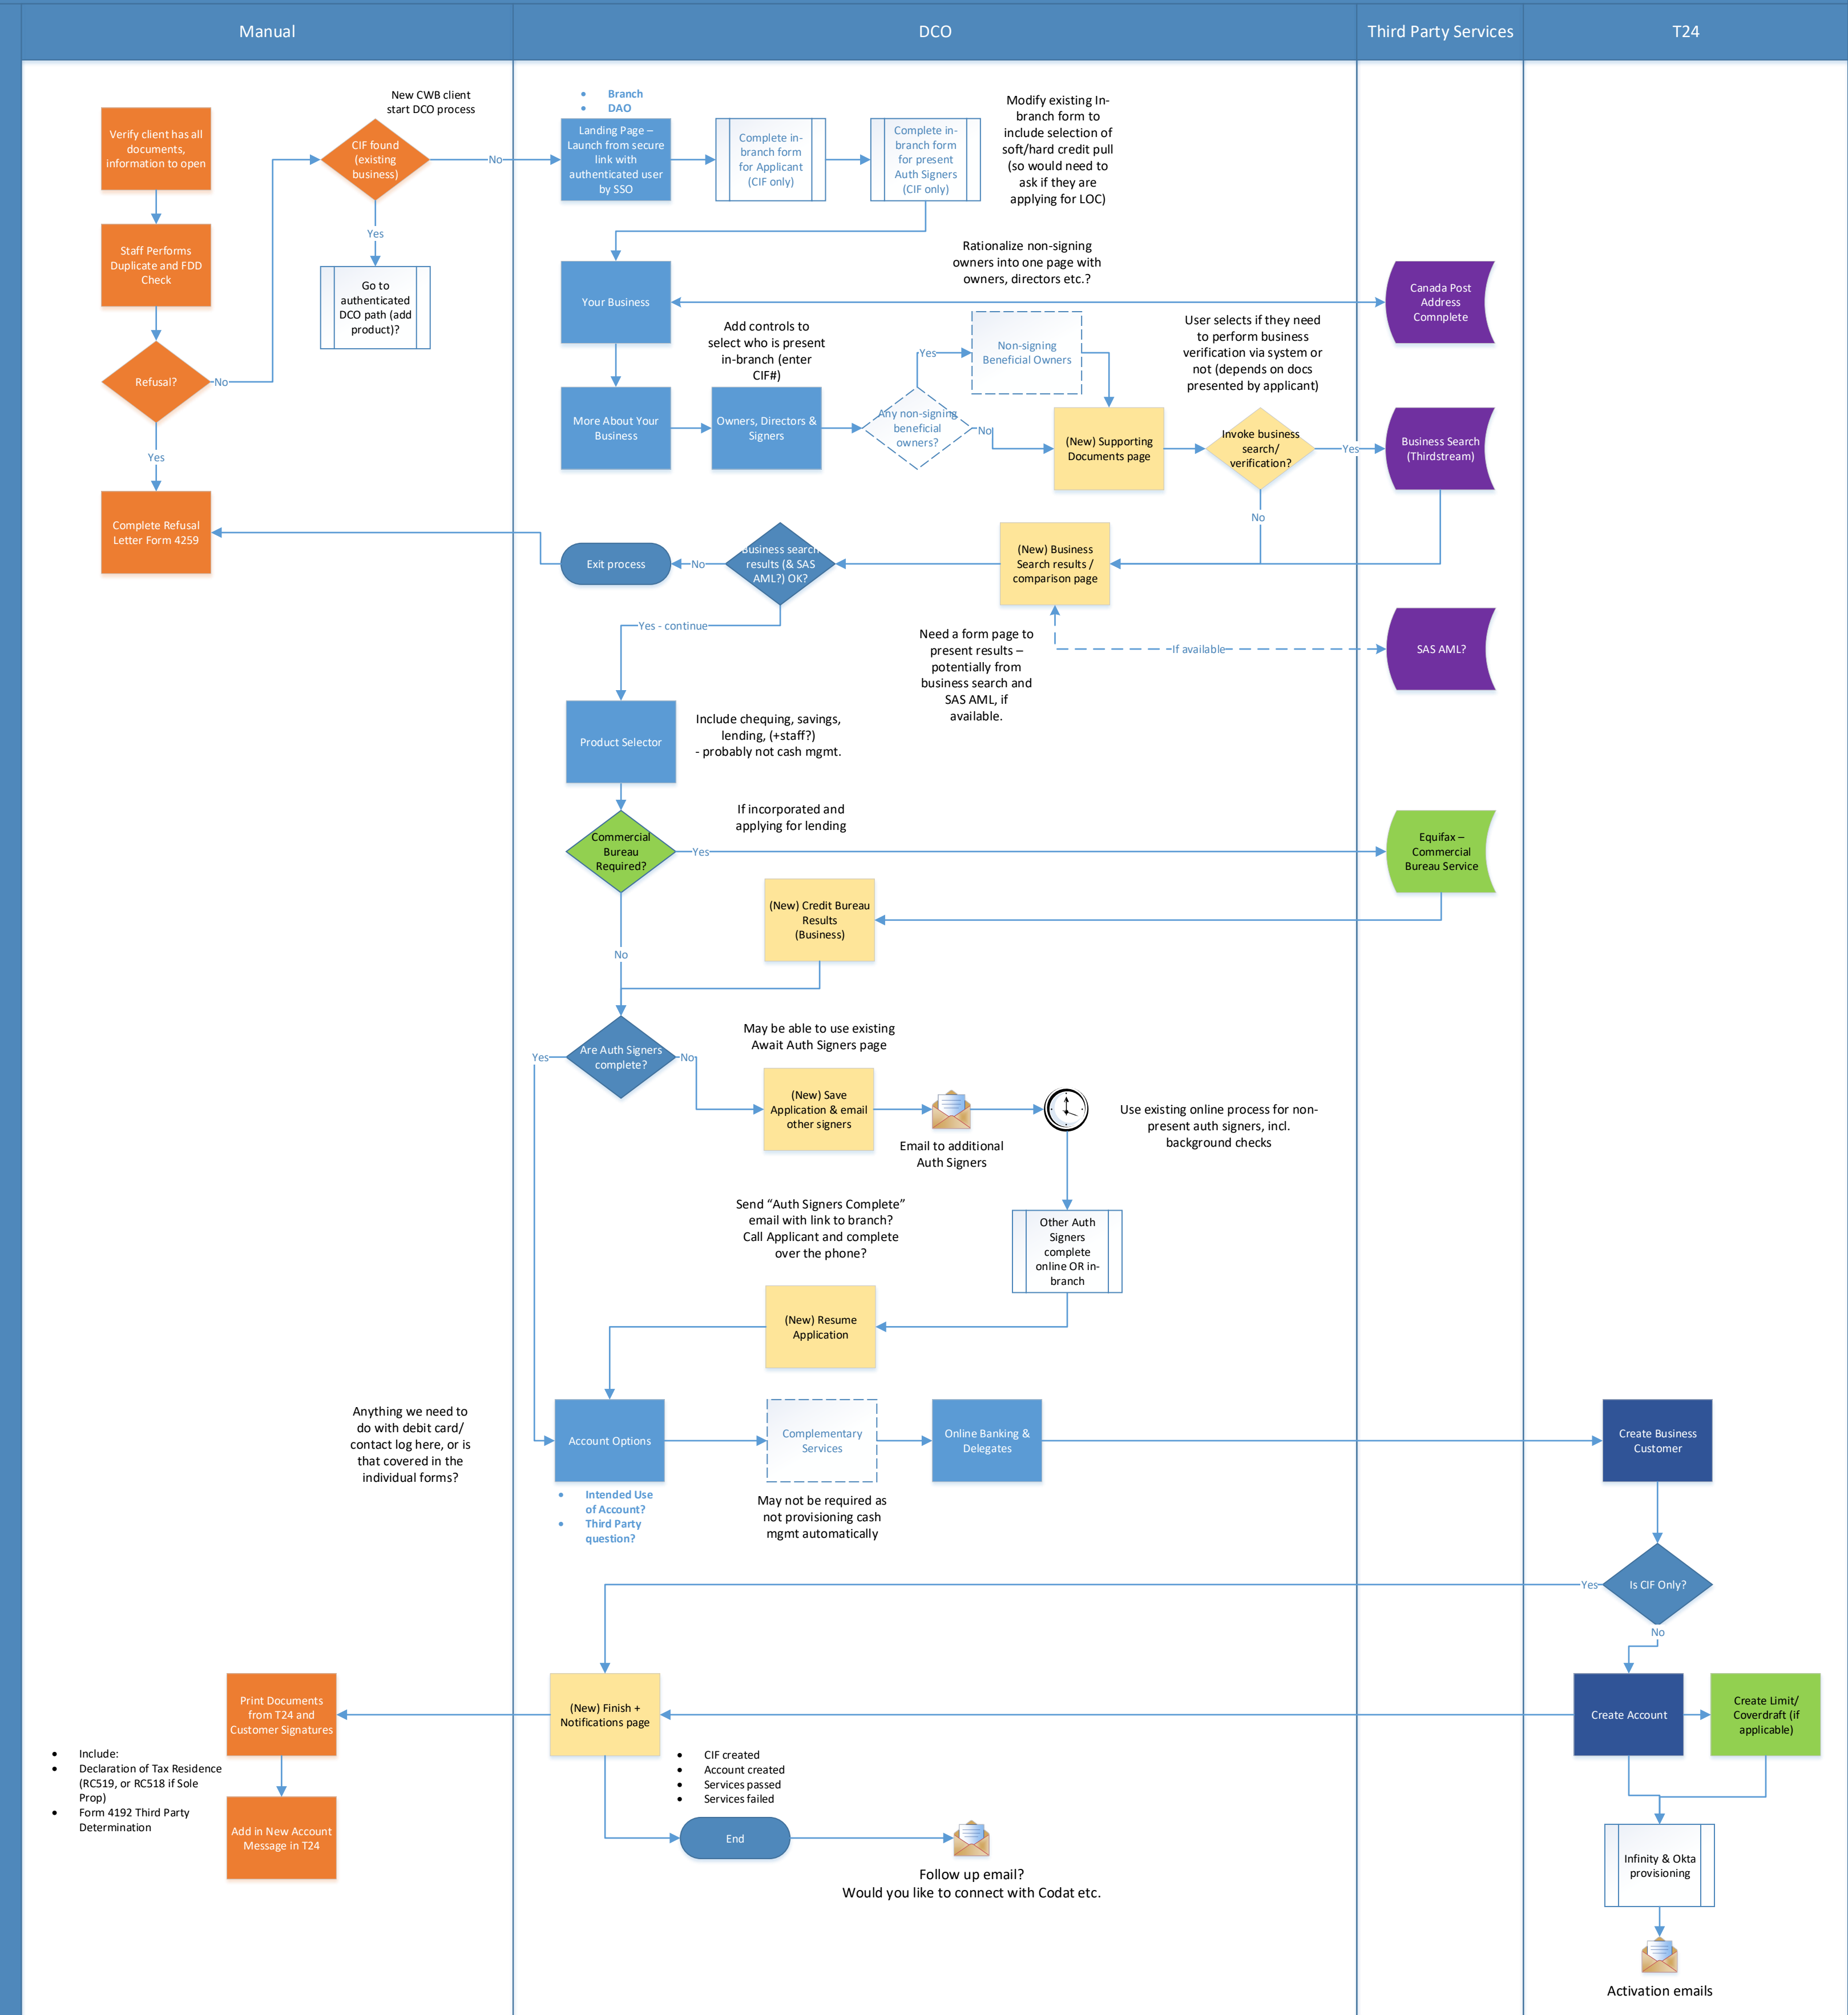 Manual
DCO
Third Party Services
T24
New CWB client
start DCO process
Verify client has all
documents,
information to open
CIF found
(existing
business)
No
Yes
Staff Performs
Duplicate and FDD
Check
Go to
authenticated
DCO path (add
product)?
Refusal?
No
Yes
Complete Refusal
Letter Form 4259
• Branch
• DAO
Landing Page –
Launch from secure
link with
authenticated user
by SSO
Complete in-
branch form
for Applicant
(CIF only)
Complete in-
branch form
for present
Auth Signers
(CIF only)
Modify existing In-
branch form to
include selection of
soft/hard credit pull
(so would need to
ask if they are
applying for LOC)
Rationalize non-signing
owners into one page with
owners, directors etc.?
Your Business
Canada Post
Address
Comnplete
Add controls to
select who is present
in-branch (enter
CIF#)
Yes
Non-signing
Beneficial Owners
User selects if they need
to perform business
verification via system or
not (depends on docs
presented by applicant)
More About Your
Business
Owners, Directors &
Signers
Any non-signing
beneficial
owners?
No
(New) Supporting
Documents page
Invoke business
search/
verification?
Yes
Business Search
(Thirdstream)
No
Exit process
No
Business search
results (& SAS
AML?) OK?
(New) Business
Search results /
comparison page
Yes - continue
Need a form page to
present results –
potentially from
business search and
SAS AML, if
available.
If available
SAS AML?
Product Selector
Include chequing, savings,
lending, (+staff?)
- probably not cash mgmt.
If incorporated and
applying for lending
Commercial
Bureau
Required?
Yes
Equifax –
Commercial
Bureau Service
(New) Credit Bureau
Results
(Business)
No
May be able to use existing
Await Auth Signers page
Yes
Are Auth Signers
complete?
No
(New) Save
Application & email
other signers
Email to additional
Auth Signers
Use existing online process for non-
present auth signers, incl.
background checks
Send “Auth Signers Complete”
email with link to branch?
Call Applicant and complete
over the phone?
Other Auth
Signers
complete
online OR in-
branch
(New) Resume
Application
Anything we need to
do with debit card/
contact log here, or is
that covered in the
individual forms?
Account Options
Complementary
Services
Online Banking &
Delegates
Create Business
Customer
• Intended Use
of Account?
• Third Party
question?
May not be required as
not provisioning cash
mgmt automatically
Yes
Is CIF Only?
No
Print Documents
from T24 and
Customer Signatures
(New) Finish +
Notifications page
Create Account
Create Limit/
Coverdraft (if
applicable)
• Include:
• Declaration of Tax Residence
(RC519, or RC518 if Sole
Prop)
• Form 4192 Third Party
Determination
Add in New Account
Message in T24
• CIF created
• Account created
• Services passed
• Services failed
End
Follow up email?
Would you like to connect with Codat etc.
Infinity & Okta
provisioning
Activation emails